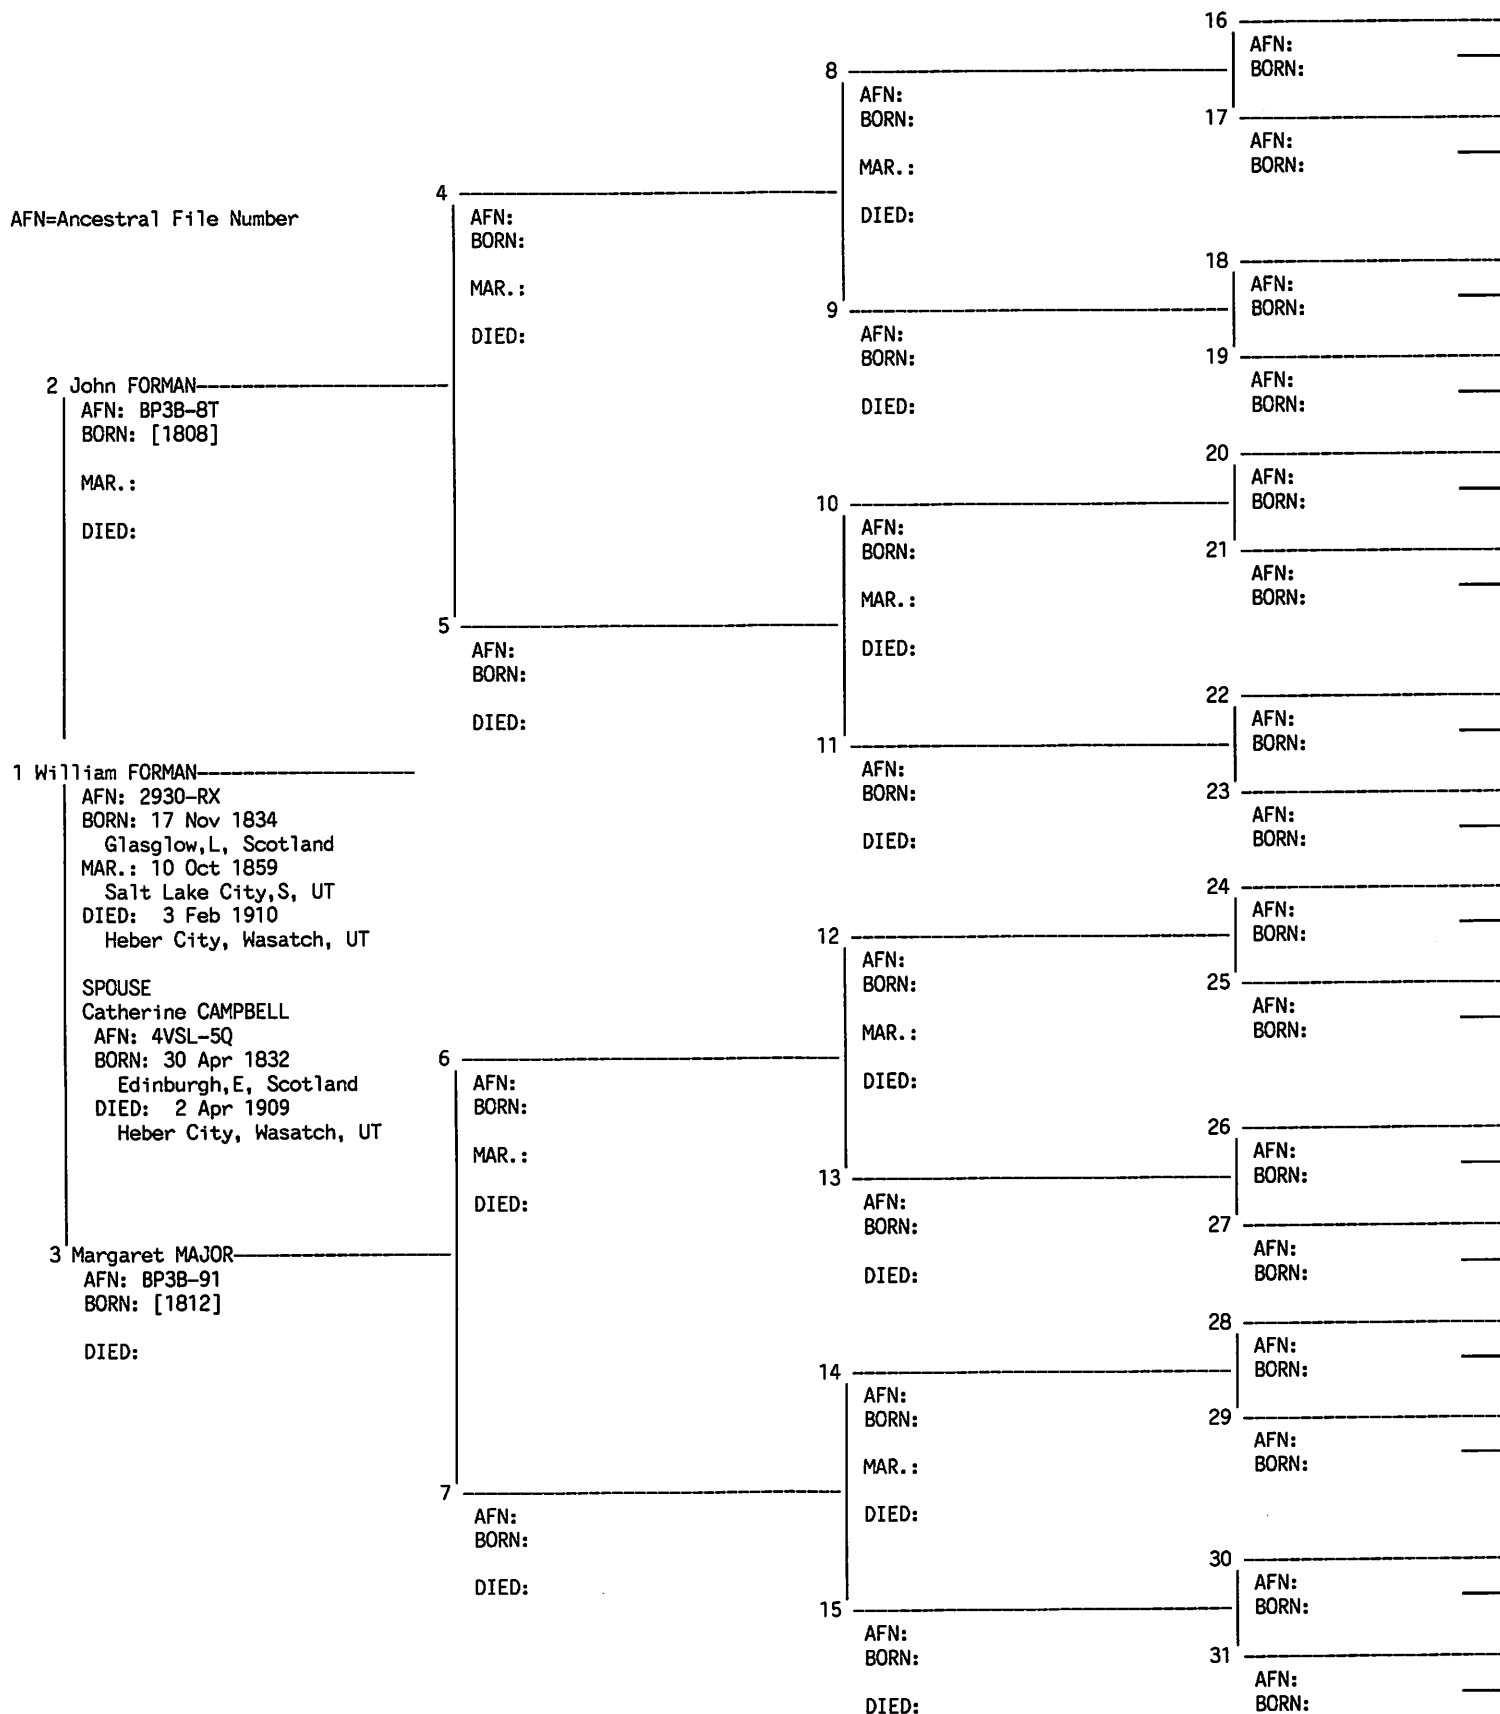 AFN=Ancestral File Number
1 William FORMAN
AFN: 2930-RX
BORN: 17 Nov 1834
Glasglow,L, Scotland
MAR.: 10 Oct 1859
Salt Lake City,S, UT
DIED: 3 Feb 1910
Heber City, Wasatch, UT
SPOUSE
Catherine CAMPBELL
AFN: 4VSL-5Q
BORN: 30 Apr 1832
Edinburgh,E, Scotland
DIED: 2 Apr 1909
Heber City, Wasatch, UT
2 John FORMAN
AFN: BP3B-8T
BORN: [1808]
MAR.:
DIED:
3 Margaret MAJOR
AFN: BP3B-91
BORN: [1812]
DIED:
4
AFN:
BORN:
MAR.:
DIED:
5
AFN:
BORN:
DIED:
6
AFN:
BORN:
MAR.:
DIED:
7
AFN:
BORN:
DIED:
8
AFN:
BORN:
MAR.:
DIED:
9
AFN:
BORN:
DIED:
10
AFN:
BORN:
MAR.:
DIED:
11
AFN:
BORN:
DIED:
12
AFN:
BORN:
MAR.:
DIED:
13
AFN:
BORN:
DIED:
14
AFN:
BORN:
MAR.:
DIED:
15
AFN:
BORN:
DIED:
16
AFN:
BORN:
17
AFN:
BORN:
18
AFN:
BORN:
19
AFN:
BORN:
20
AFN:
BORN:
21
AFN:
BORN:
22
AFN:
BORN:
23
AFN:
BORN:
24
AFN:
BORN:
25
AFN:
BORN:
26
AFN:
BORN:
27
AFN:
BORN:
28
AFN:
BORN:
29
AFN:
BORN:
30
AFN:
BORN:
31
AFN:
BORN: